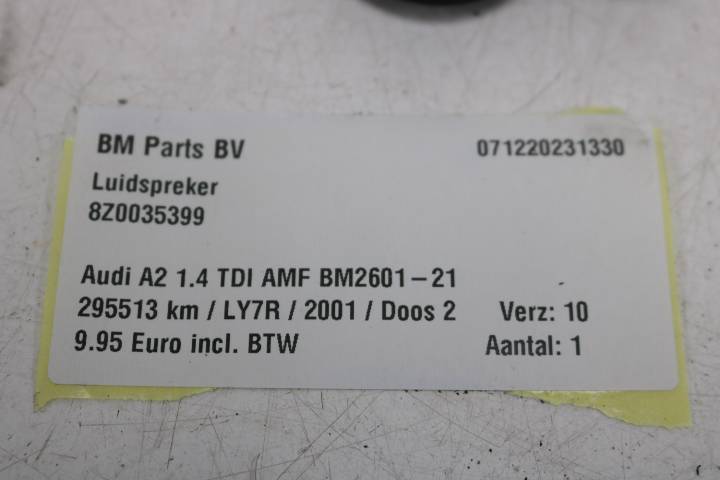 BM Parts BV 071220231330
Luidspreker
8Z0035399
Audi A2 1.4 TDI AMF BM2601-21
295513 km / LY7R / 2001 / Doos 2 Verz: 10
9.95 Euro incl. BTW Aantal: 1